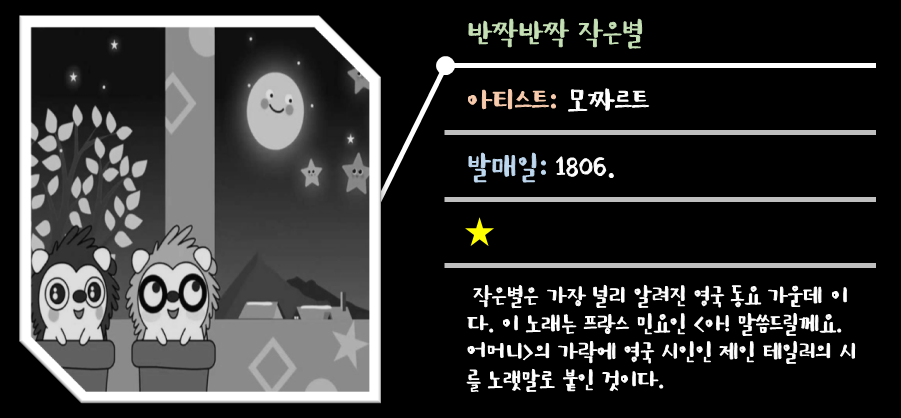 반짝반짝 작은별
아티스트: 모짜르트
발매일: 1806.
작은별은 가장 널리 알려진 영국 동요 가운데 이
다. 이 노래는 프랑스 민요인 <아! 말씀드릴께요.
어머니>의 가락에 영국 시인인 제인 테일러의 시
를 노랫말로 붙인 것이다.